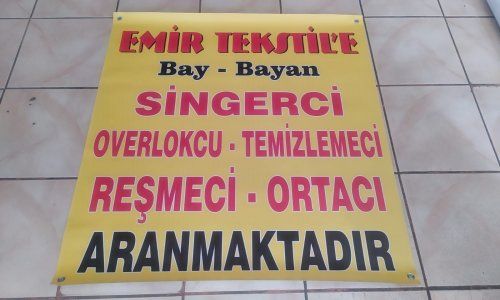 EMİR TEKSTİL'E
Bay - Bayan
SİNGERCİ
OVERLOKCU - TEMİZLEMECİ
REŞMECİ - ORTACI
ARANMAKTADIR